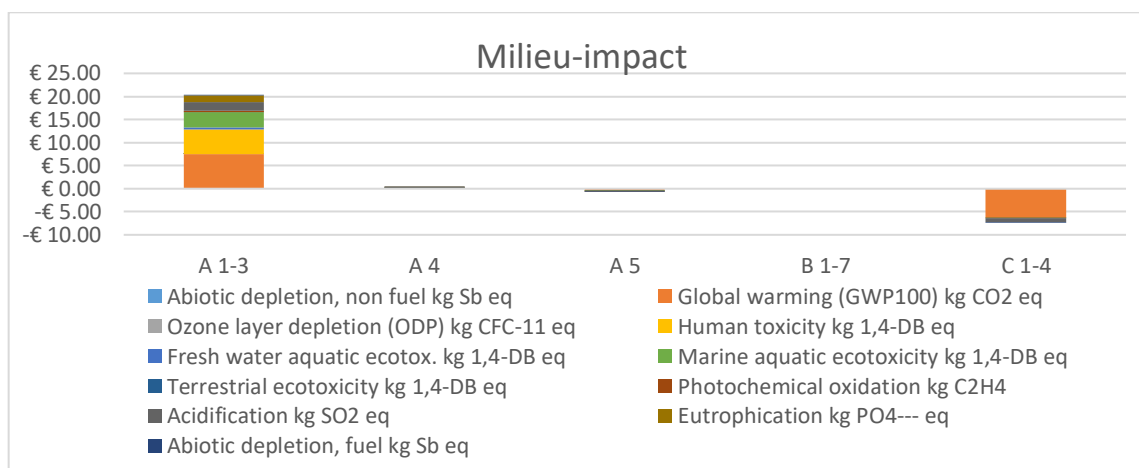 Milieu-impact
€ 25.00
€ 20.00
€ 15.00
€ 10.00
€ 5.00
€ 0.00
-€ 5.00
-€ 10.00
A 1-3 A 4 A 5 B 1-7 C 1-4
Abiotic depletion, non fuel kg Sb eq Global warming (GWP100) kg CO2 eq
Ozone layer depletion (ODP) kg CFC-11 eq Human toxicity kg 1,4-DB eq
Fresh water aquatic ecotox. kg 1,4-DB eq Marine aquatic ecotoxicity kg 1,4-DB eq
Terrestrial ecotoxicity kg 1,4-DB eq Photochemical oxidation kg C2H4
Acidification kg SO2 eq Eutrophication kg PO4--- eq
Abiotic depletion, fuel kg Sb eq